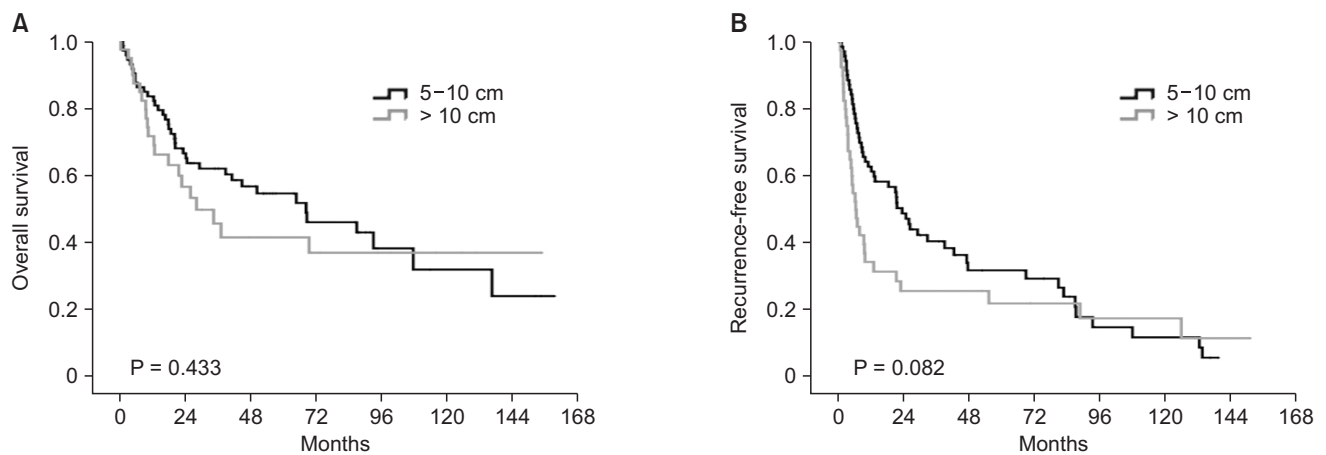 A
Overall survival
1.0
0.8
0.6
0.4
0.2
0
5–10 cm
> 10 cm
P = 0.433
0 24 48 72 96 120 144 168
Months
B
Recurrence-free survival
1.0
0.8
0.6
0.4
0.2
0
5–10 cm
> 10 cm
P = 0.082
0 24 48 72 96 120 144 168
Months